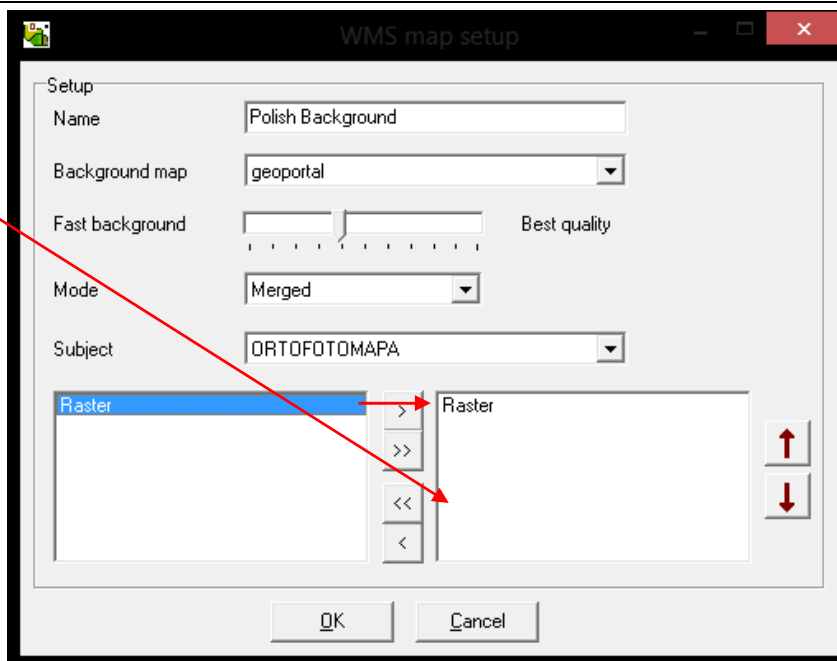 WMS map setup
Setup
Name Polish Background
Background map geoportal
Fast background Best quality
Mode Merged
Subject ORTOFOTOMAPA
Raster > Raster
>>
<<
<
OK Cancel